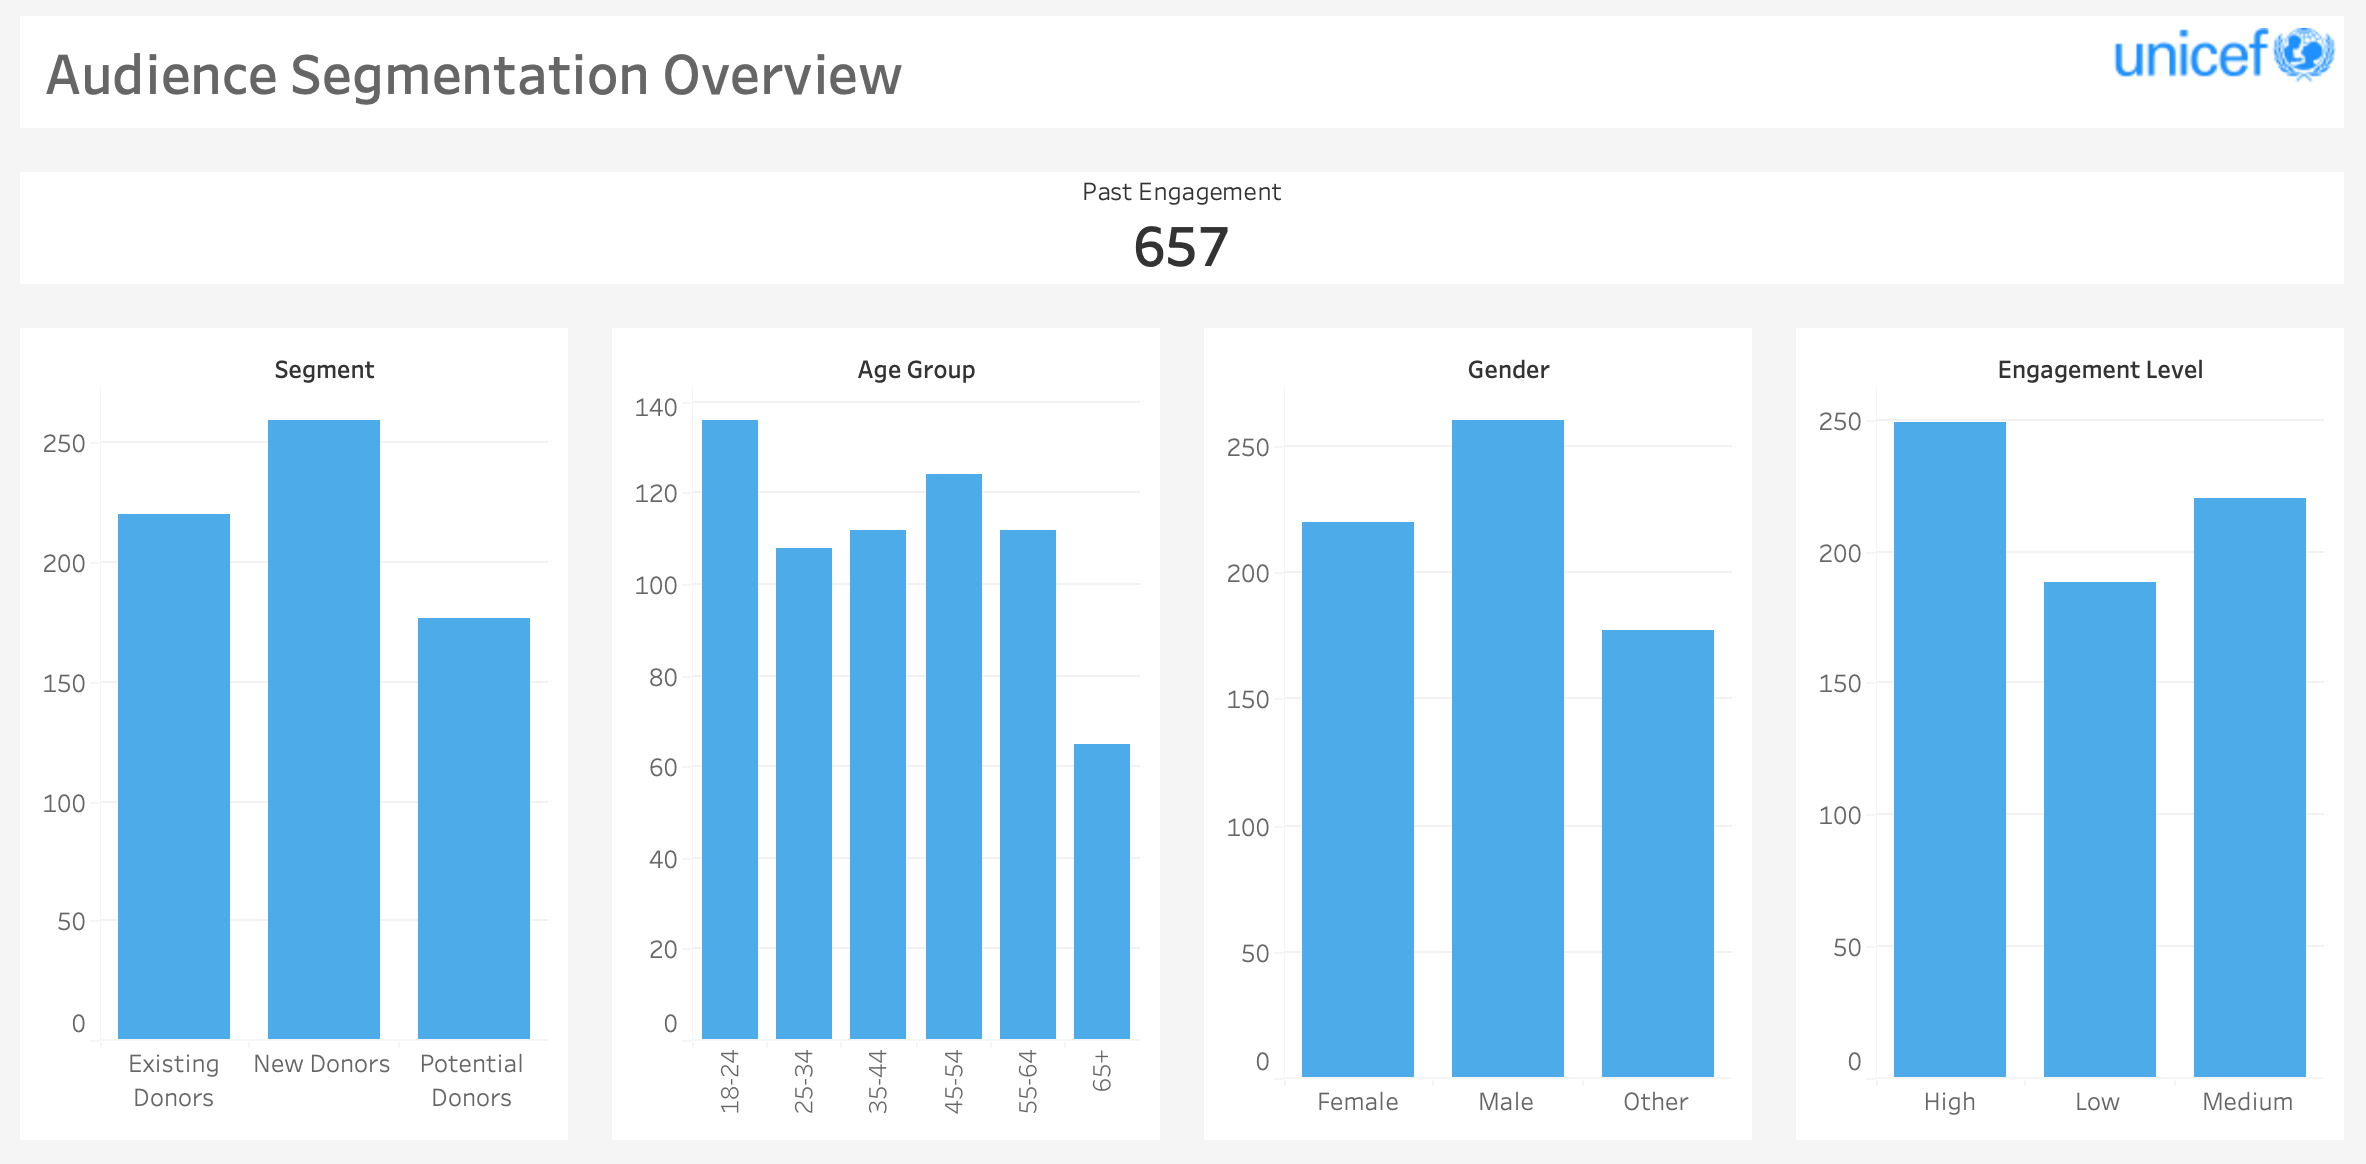 Audience Segmentation Overview
unicef
Past Engagement
657
Segment
250
200
150
100
50
0
Existing
Donors
New Donors
Potential
Donors
Age Group
140
120
100
80
60
40
20
0
18-24
25-34
35-44
45-54
55-64
65+
Gender
250
200
150
100
50
0
Female
Male
Other
Engagement Level
250
200
150
100
50
0
High
Low
Medium